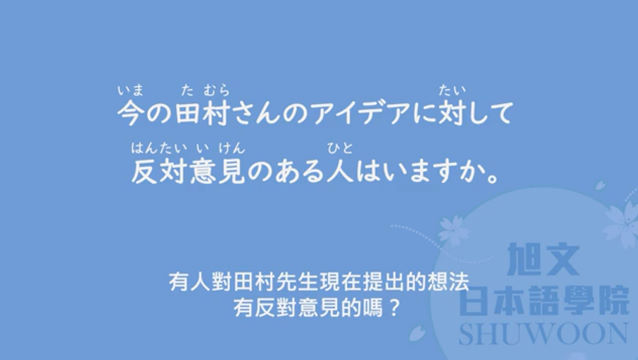 いま たむら たい
今の田村さんのアイデアに対して
はんたい いけん ひと
反対意見のある人はいますか。
有人對田村先生現在提出的想法
有反對意見的嗎？
旭文
日本語學院
SHUWOON